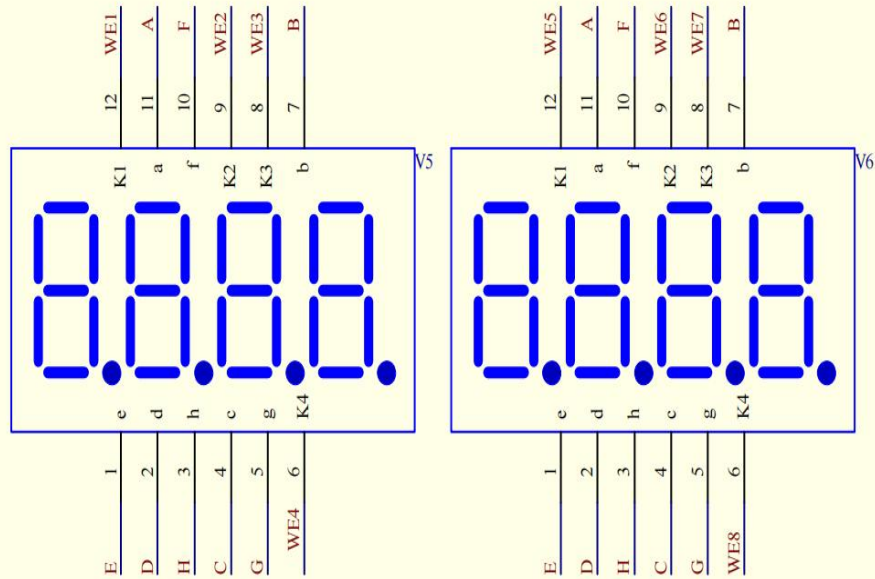 WE1 A F WE2 WE3 B WE5 A F WE6 WE7 B
12 11 10 9 8 7 12 11 10 9 8 7
K1 a f K2 K3 b V5 K1 a f K2 K3 b V6
e d h c g K4 e d h c g K4
1 2 3 4 5 6 1 2 3 4 5 6
E D H C G WE4 E D H C G WE8